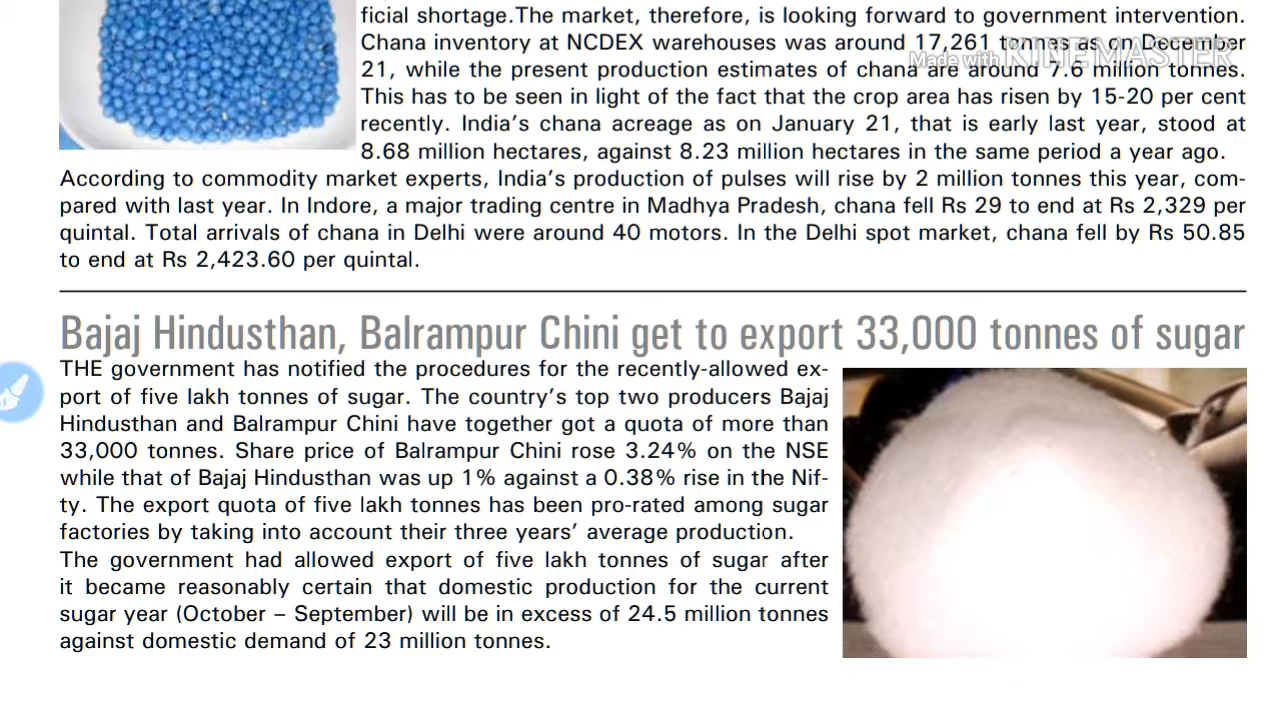 ficial shortage.The market, therefore, is looking forward to government intervention.
Chana inventory at NCDEX warehouses was around 17,261 tonnes as on December
Made with KINEMASTER
21, while the present production estimates of chana are around 7.6 million tonnes.
This has to be seen in light of the fact that the crop area has risen by 15-20 per cent
recently. India's chana acreage as on January 21, that is early last year, stood at
8.68 million hectares, against 8.23 million hectares in the same period a year ago.
According to commodity market experts, India's production of pulses will rise by 2 million tonnes this year, com-
pared with last year. In Indore, a major trading centre in Madhya Pradesh, chana fell Rs 29 to end at Rs 2,329 per
quintal. Total arrivals of chana in Delhi were around 40 motors. In the Delhi spot market, chana fell by Rs 50.85
to end at Rs 2,423.60 per quintal.
Bajaj Hindusthan, Balrampur Chini get to export 33,000 tonnes of sugar
THE government has notified the procedures for the recently-allowed ex-
port of five lakh tonnes of sugar. The country's top two producers Bajaj
Hindusthan and Balrampur Chini have together got a quota of more than
33,000 tonnes. Share price of Balrampur Chini rose 3.24% on the NSE
while that of Bajaj Hindusthan was up 1% against a 0.38% rise in the Nif-
ty. The export quota of five lakh tonnes has been pro-rated among sugar
factories by taking into account their three years' average production.
The government had allowed export of five lakh tonnes of sugar after
it became reasonably certain that domestic production for the current
sugar year (October – September) will be in excess of 24.5 million tonnes
against domestic demand of 23 million tonnes.